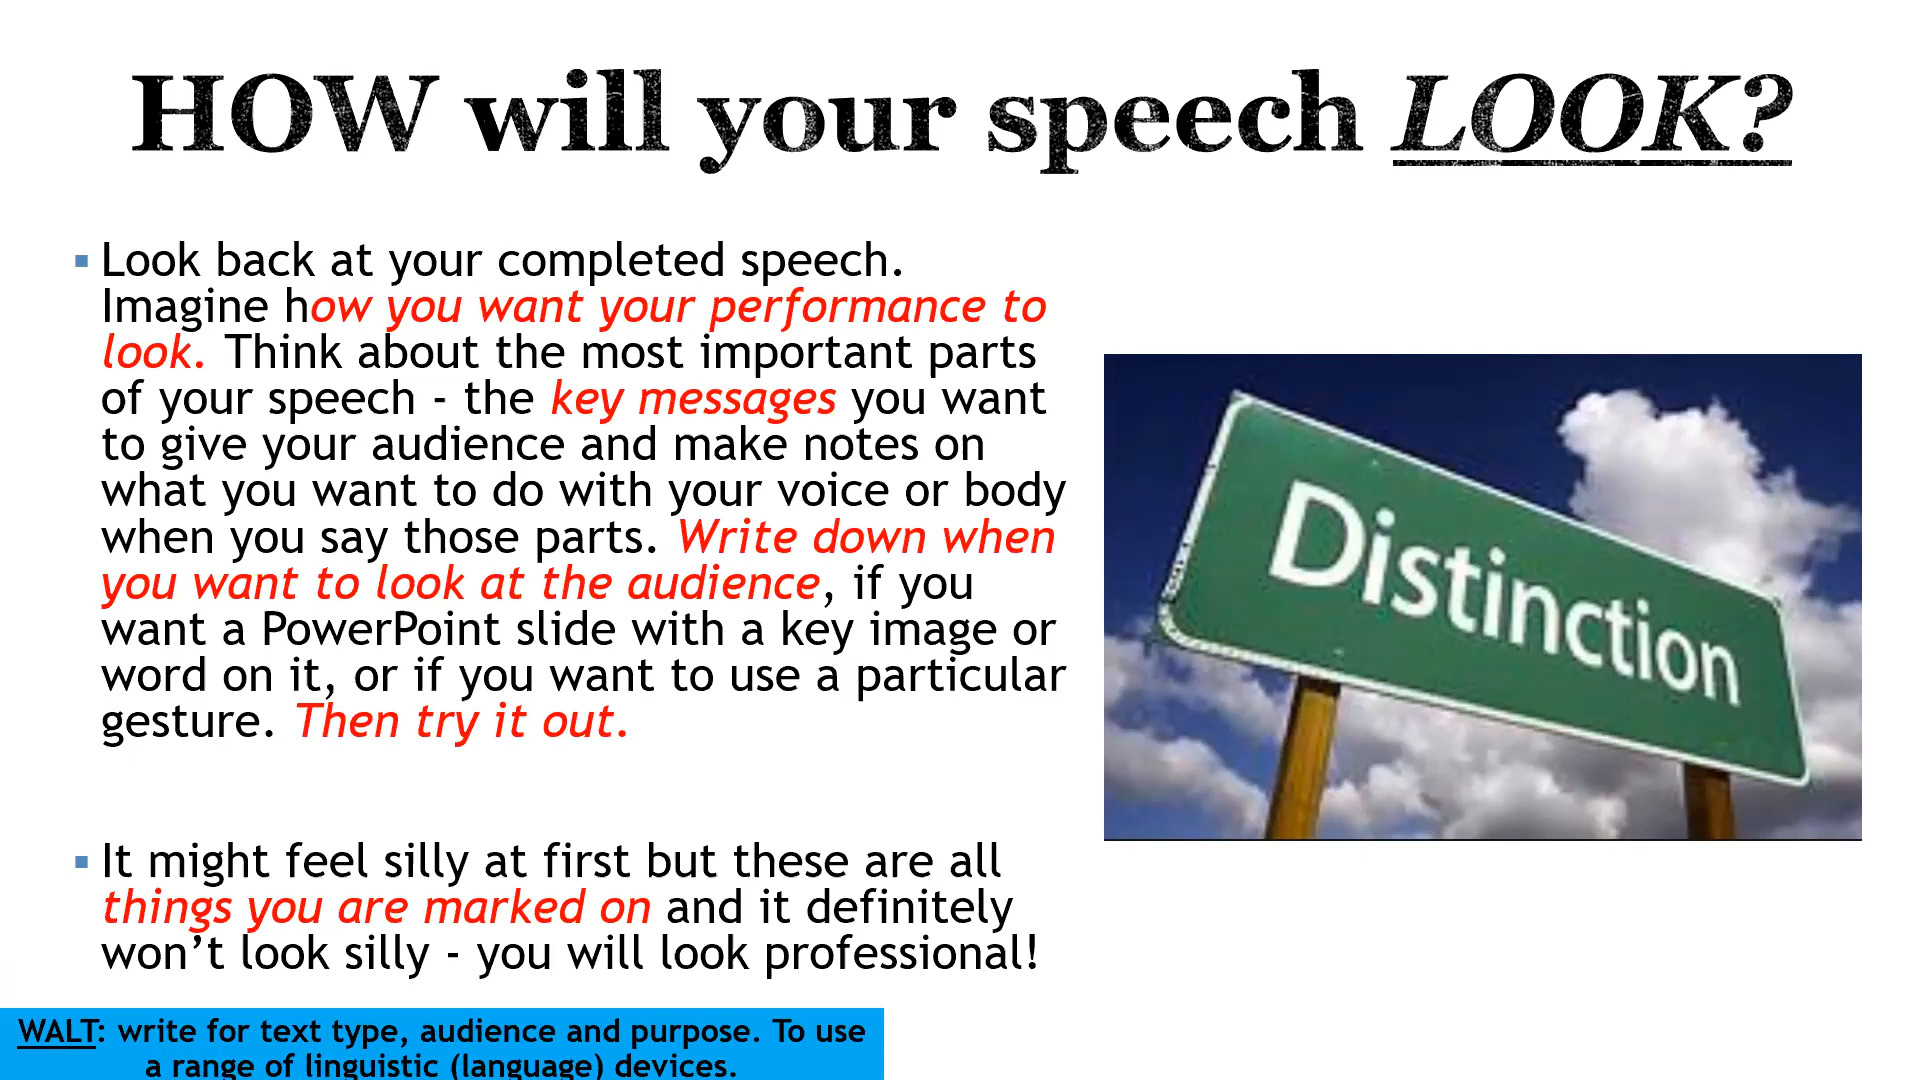 HOW will your speech LOOK?
Look back at your completed speech.
Imagine how you want your performance to
look. Think about the most important parts
of your speech - the key messages you want
to give your audience and make notes on
what you want to do with your voice or body
when you say those parts. Write down when
you want to look at the audience, if you
want a PowerPoint slide with a key image or
word on it, or if you want to use a particular
gesture. Then try it out.
Distinction
It might feel silly at first but these are all
things you are marked on and it definitely
won’t look silly - you will look professional!
WALT: write for text type, audience and purpose. To use
a range of linguistic (language) devices.